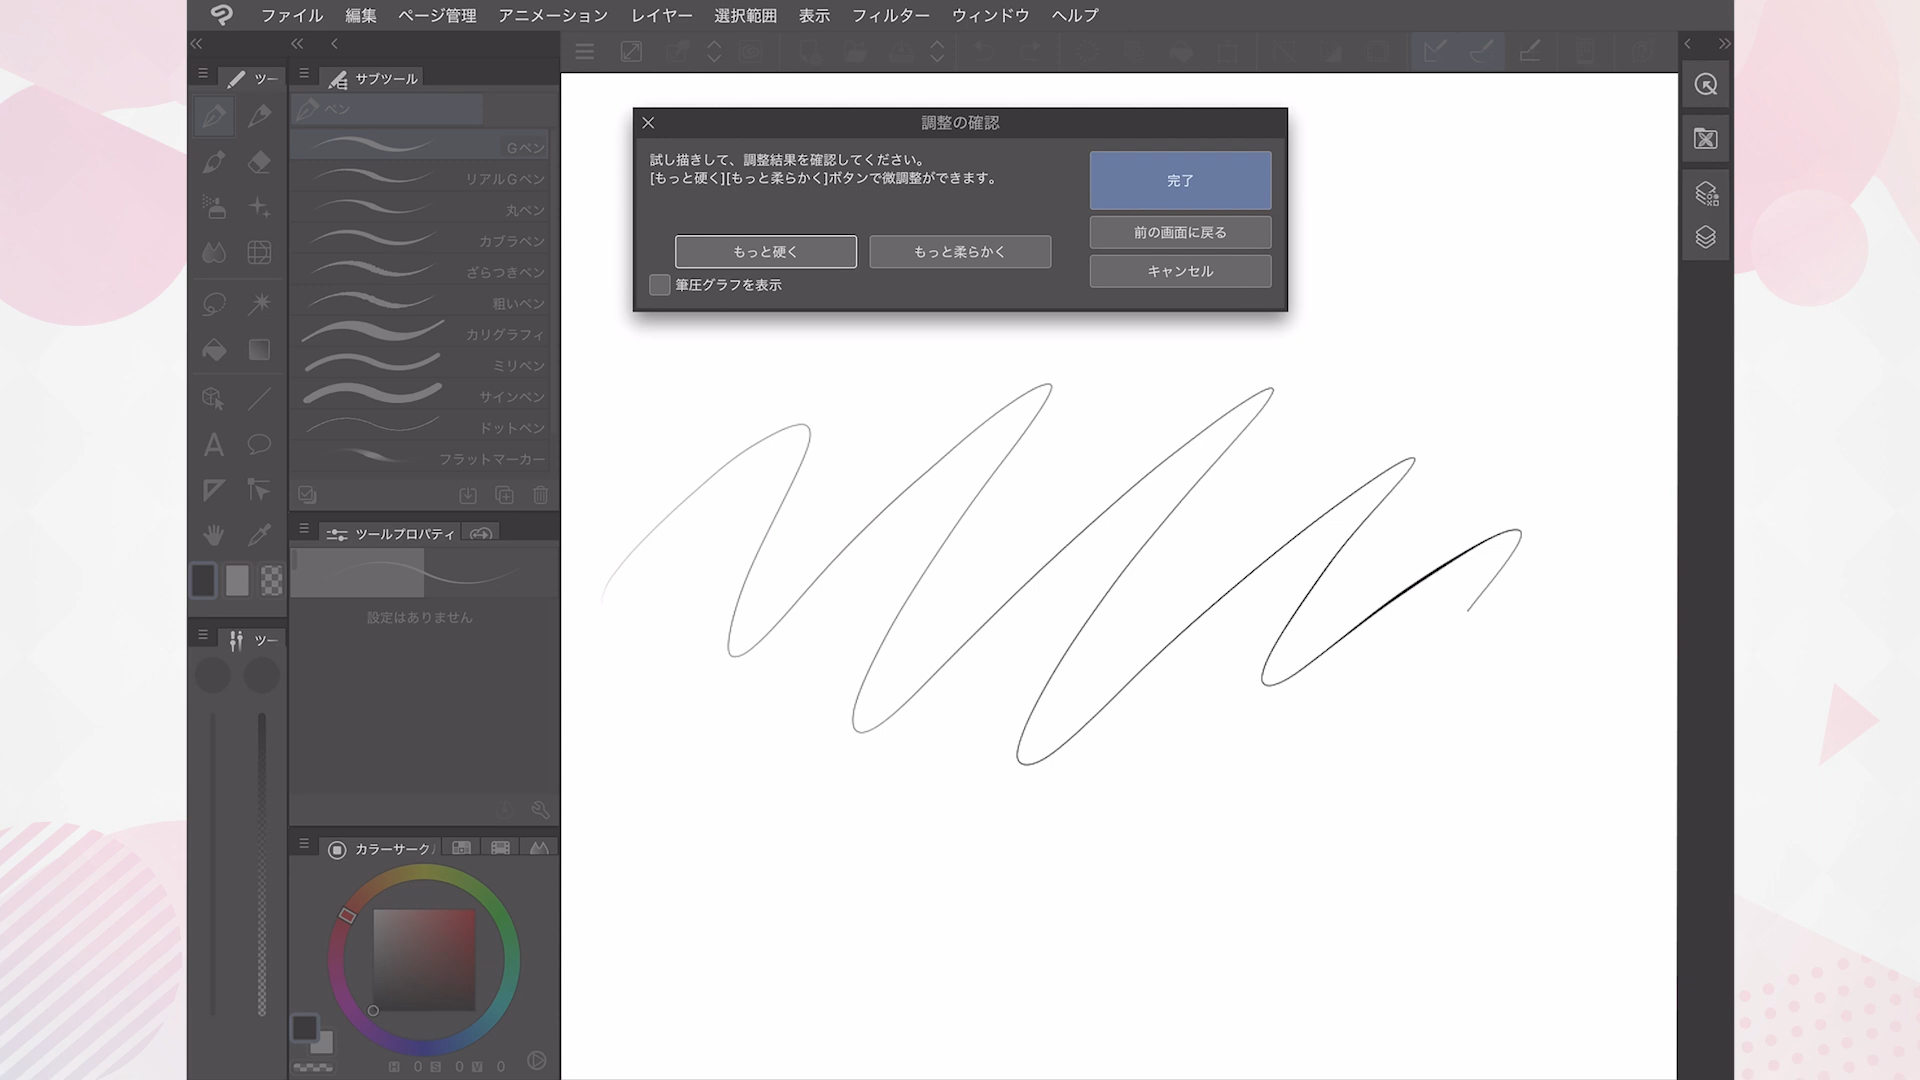 ファイル 編集 ページ管理 アニメーション レイヤー 選択範囲 表示 フィルター ウィンドウ ヘルプ
ツー
サブツール
ペン
Gペン
リアルGペン
丸ペン
カブラペン
ざらつきペン
粗いペン
カリグラフィ
ミリペン
サインペン
ドットペン
フラットマーカー
ツールプロパティ
設定はありません
ツー
カラーサーク
H 0 S 0 V 0
調整の確認
試し描きして、調整結果を確認してください。
[もっと硬く][もっと柔らかく]ボタンで微調整ができます。
もっと硬く
もっと柔らかく
筆圧グラフを表示
完了
前の画面に戻る
キャンセル